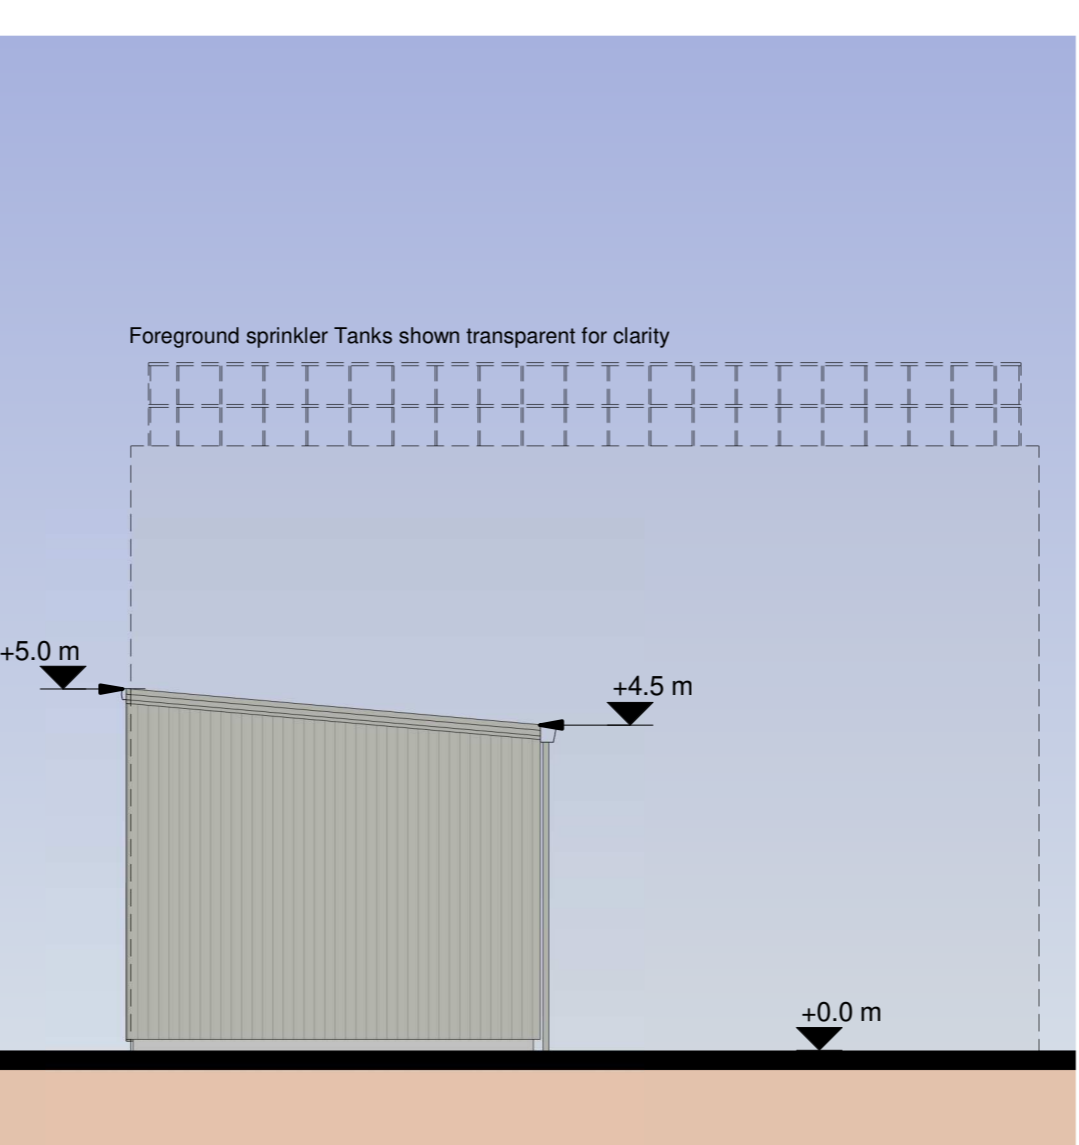 Foreground sprinkler Tanks shown transparent for clarity
+5.0 m
+4.5 m
+0.0 m